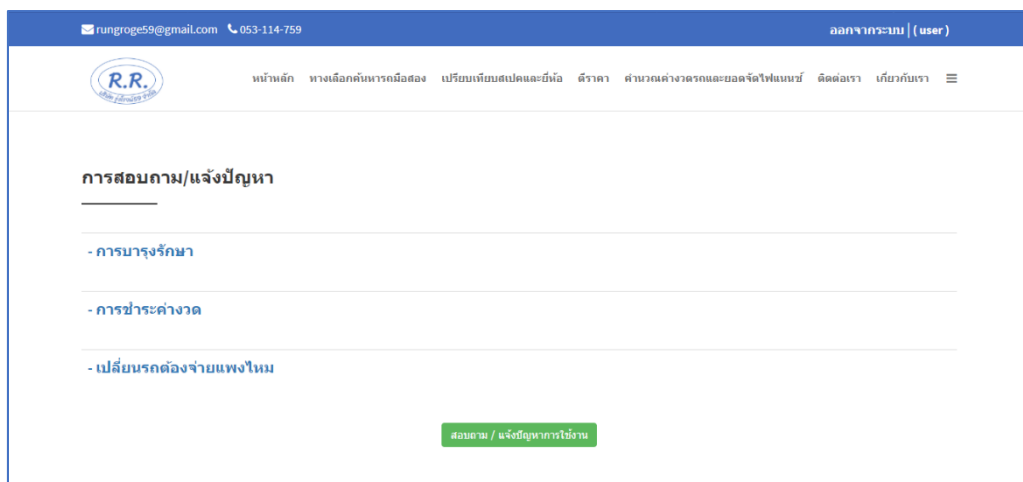 rungroge59@gmail.com 053-114-759 ออกจากระบบ | ( user )
R.R.
หน้าหลัก ทางเลือกค้นหารถมือสอง เปรียบเทียบสเปคและยี่ห้อ ตีราคา คำนวณค่างวดรถและยอดจัดไฟแนนซ์ ติดต่อเรา เกี่ยวกับเรา
การสอบถาม/แจ้งปัญหา
- การบารุงรักษา
- การชำระค่างวด
- เปลี่ยนรถต้องจ่ายแพงไหม
สอบถาม / แจ้งปัญหาการใช้งาน